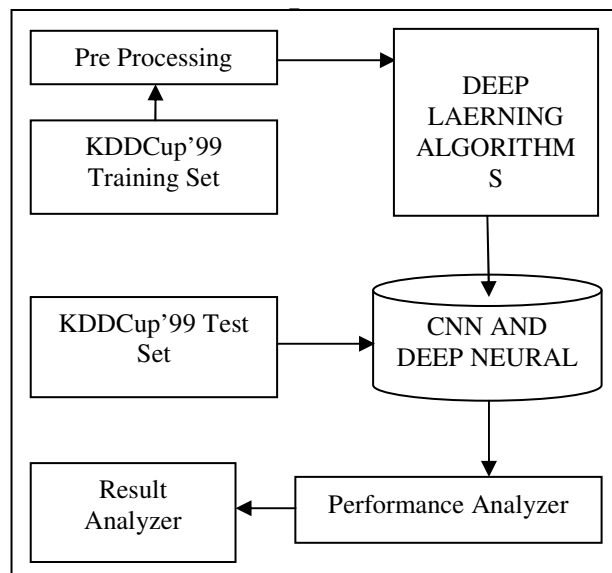 Pre Processing
DEEP
LAERNING
ALGORITHM
S
KDDCup’99
Training Set
KDDCup’99 Test
Set
CNN AND
DEEP NEURAL
Result
Analyzer
Performance Analyzer